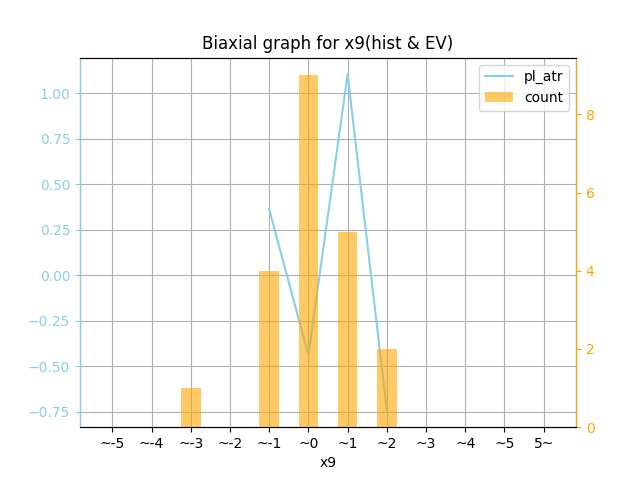 Biaxial graph for x9(hist & EV)
pl_atr
count
1.00
0.75
0.50
0.25
0.00
−0.25
−0.50
−0.75
8
6
4
2
0
~-5 ~-4 ~-3 ~-2 ~-1 ~0 ~1 ~2 ~3 ~4 ~5 5~
x9